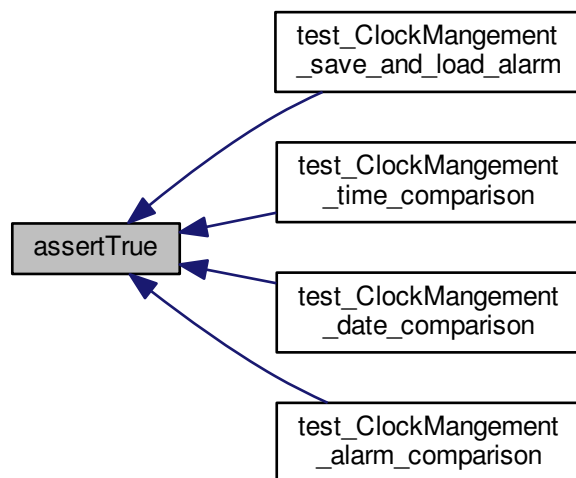 test_ClockMangement
_save_and_load_alarm
test_ClockMangement
_time_comparison
assertTrue
test_ClockMangement
_date_comparison
test_ClockMangement
_alarm_comparison